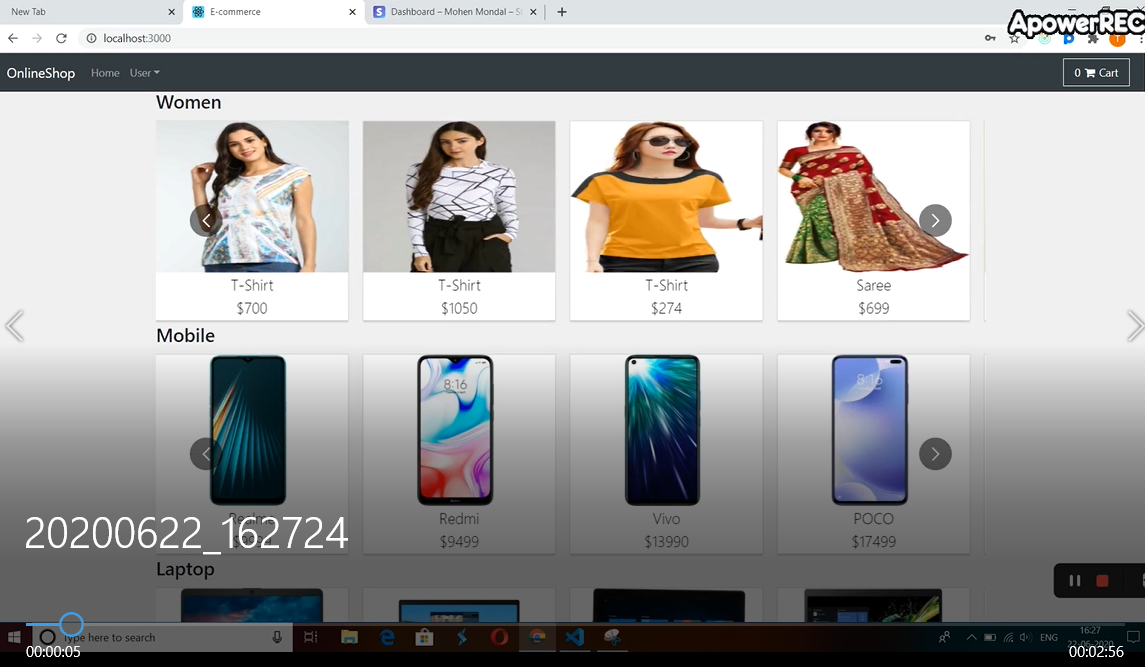 New Tab
E-commerce
Dashboard – Mohen Mondal – St
ApowerREC
localhost:3000
OnlineShop
Home
User
0 Cart
Women
T-Shirt
$700
T-Shirt
$1050
T-Shirt
$274
Saree
$699
Mobile
8:16
8:16
Realme
Redmi
$9499
Vivo
$13990
POCO
$17499
20200622_162724
Laptop
Type here to search
ENG
16:27
22-06-2020
00:00:05
00:02:56